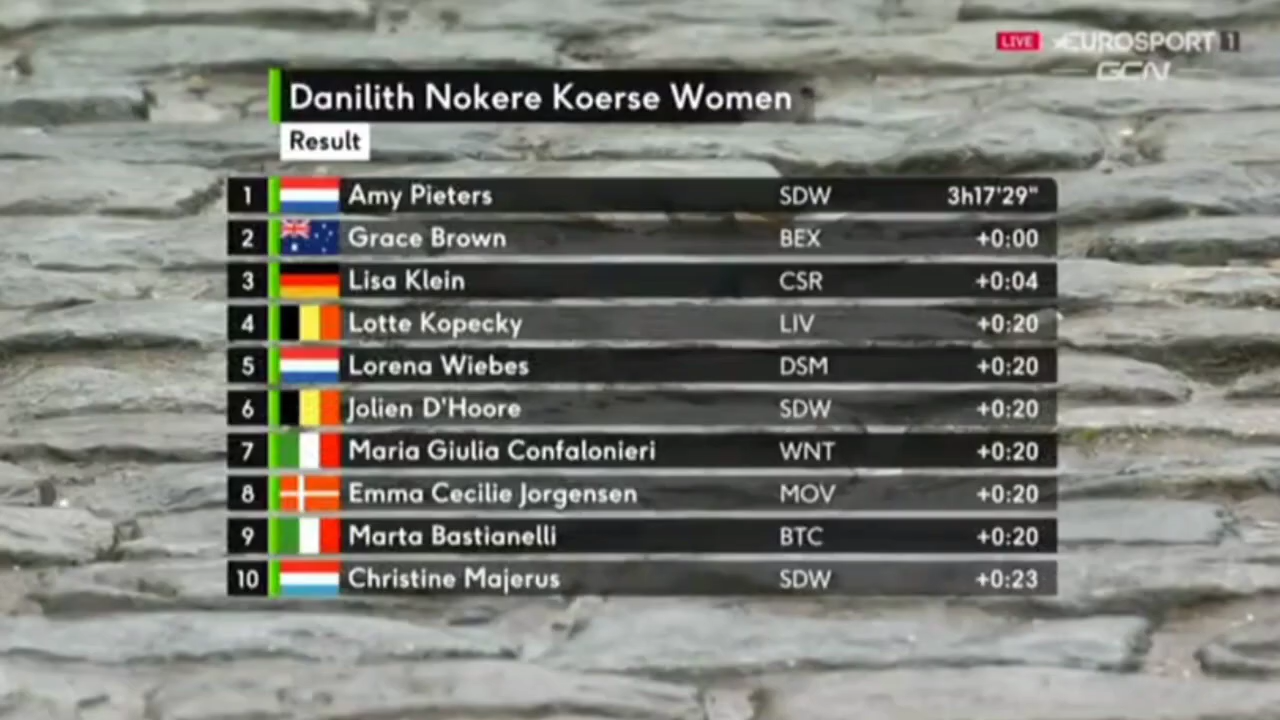 LIVE EUROSPORT 1
GCN
Danilith Nokere Koerse Women
Result
1 Amy Pieters SDW 3h17'29"
2 Grace Brown BEX +0:00
3 Lisa Klein CSR +0:04
4 Lotte Kopecky LIV +0:20
5 Lorena Wiebes DSM +0:20
6 Jolien D'Hoore SDW +0:20
7 Maria Giulia Confalonieri WNT +0:20
8 Emma Cecilie Jorgensen MOV +0:20
9 Marta Bastianelli BTC +0:20
10 Christine Majerus SDW +0:23